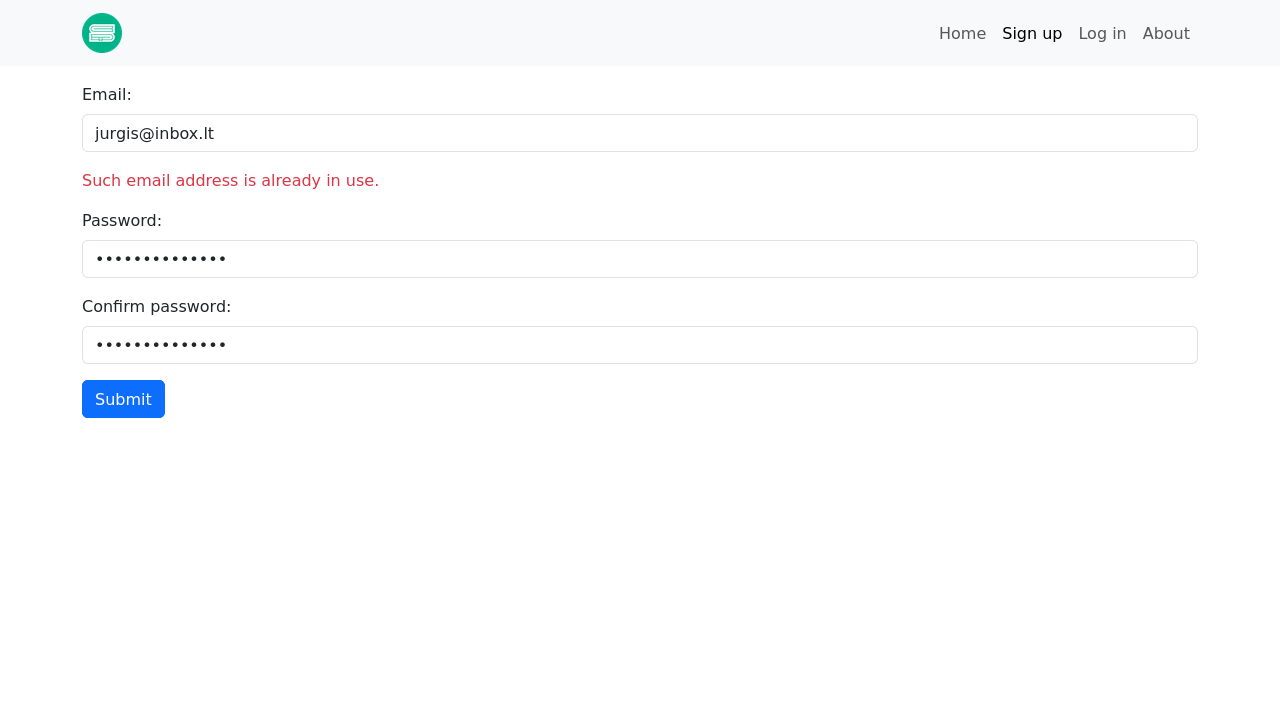 Home Sign up Log in About
Email:
jurgis@inbox.lt
Such email address is already in use.
Password:
••••••••••••••
Confirm password:
••••••••••••••
Submit